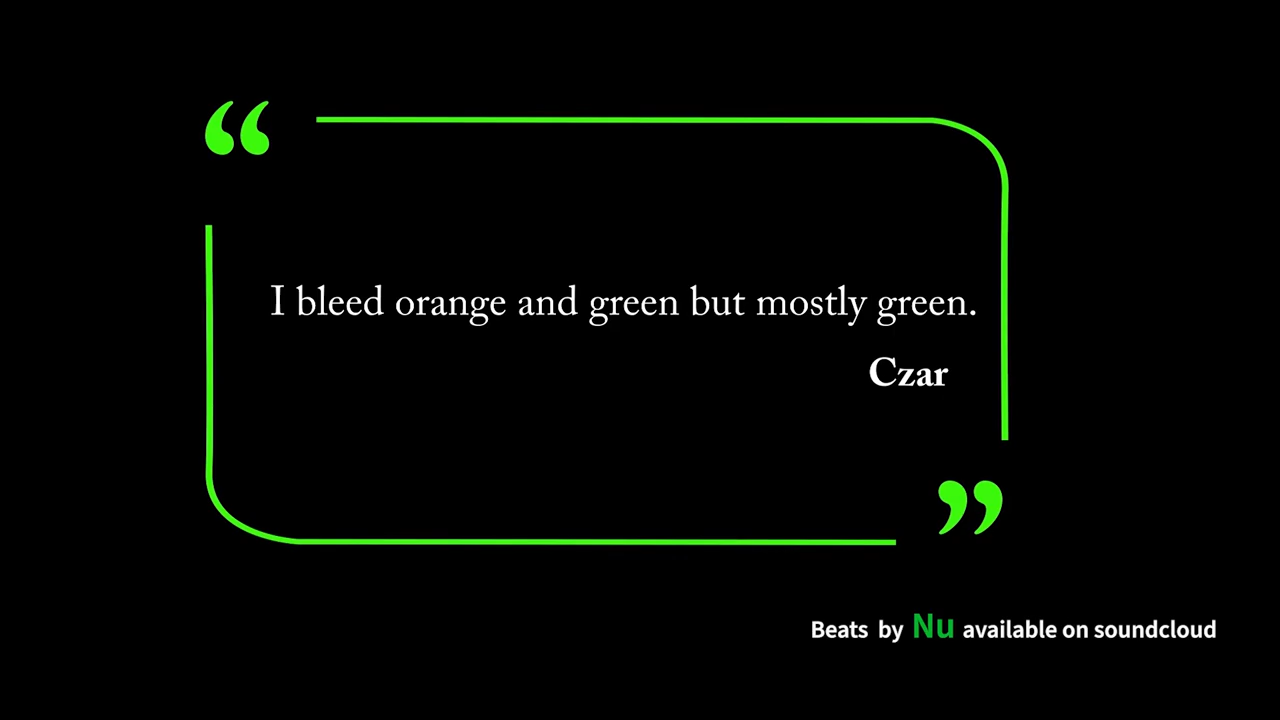 “
I bleed orange and green but mostly green.
Czar
”
Beats by Nu available on soundcloud